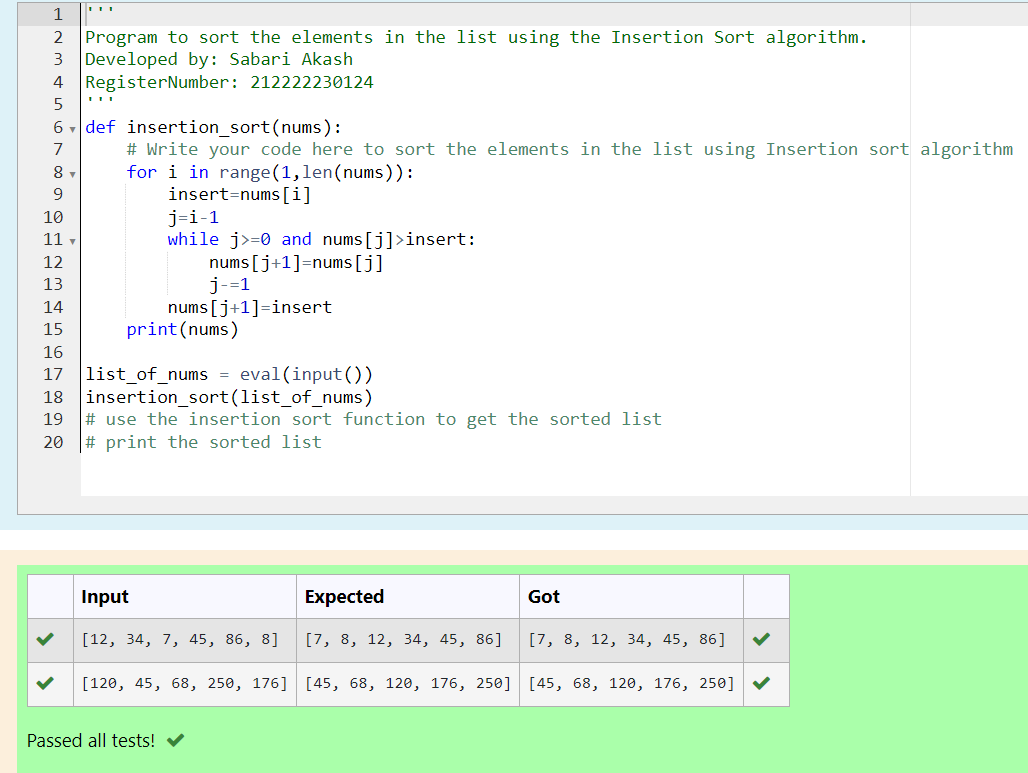 1 '''
2 Program to sort the elements in the list using the Insertion Sort algorithm.
3 Developed by: Sabari Akash
4 RegisterNumber: 212222230124
5 '''
6 def insertion_sort(nums):
7     # Write your code here to sort the elements in the list using Insertion sort algorithm
8     for i in range(1,len(nums)):
9         insert=nums[i]
10         j=i-1
11         while j>=0 and nums[j]>insert:
12             nums[j+1]=nums[j]
13             j-=1
14         nums[j+1]=insert
15     print(nums)
16
17 list_of_nums = eval(input())
18 insertion_sort(list_of_nums)
19 # use the insertion sort function to get the sorted list
20 # print the sorted list
Input Expected Got
[12, 34, 7, 45, 86, 8] [7, 8, 12, 34, 45, 86] [7, 8, 12, 34, 45, 86]
[120, 45, 68, 250, 176] [45, 68, 120, 176, 250] [45, 68, 120, 176, 250]
Passed all tests!